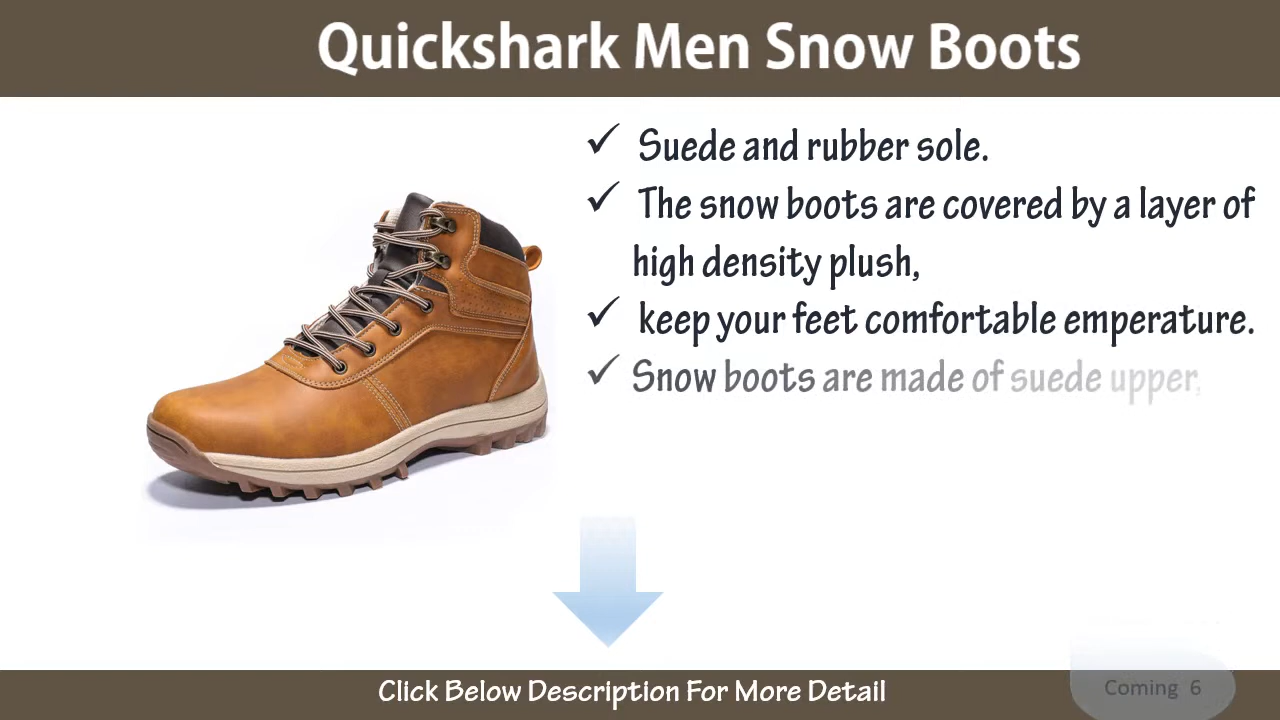 Quickshark Men Snow Boots
✓ Suede and rubber sole.
✓ The snow boots are covered by a layer of
high density plush,
✓ keep your feet comfortable emperature.
✓ Snow boots are made of suede upper,
Click Below Description For More Detail
Coming 6